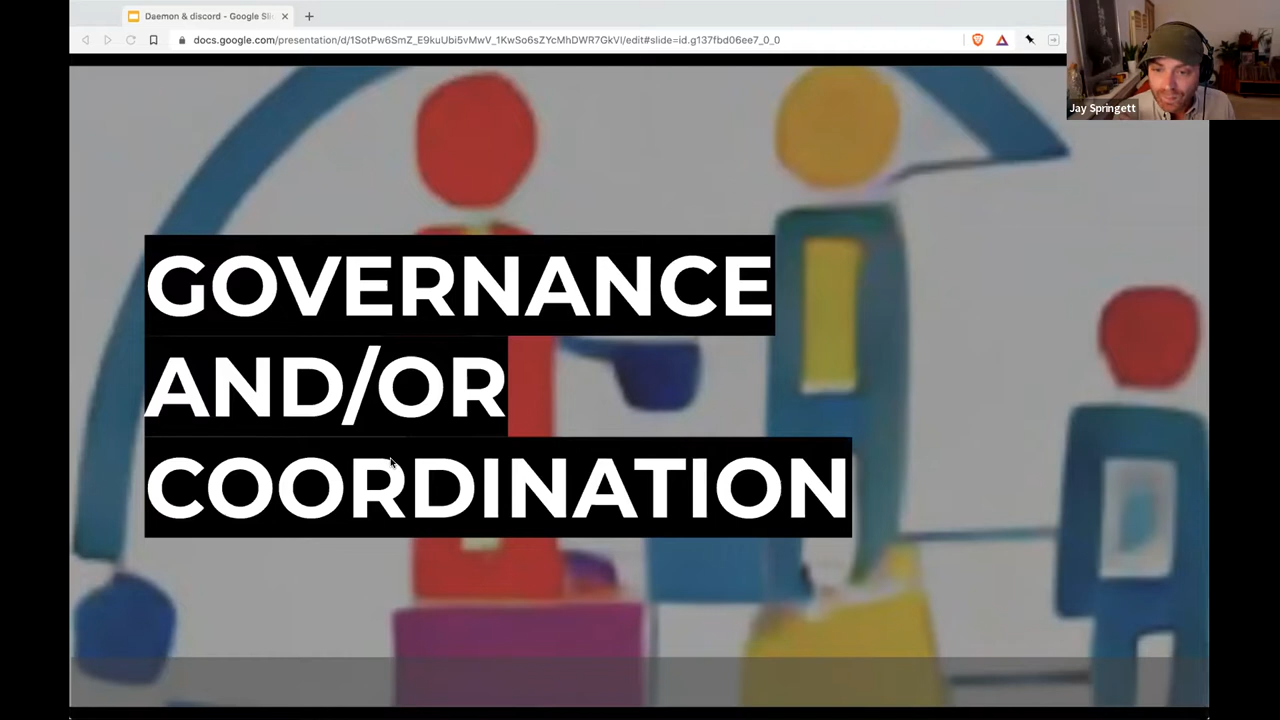 Daemon & discord - Google Sli
docs.google.com/presentation/d/1SotPw6SmZ_E9kuUbi5vMwV_1KwSo6sZYcMhDWR7GkVI/edit#slide=id.g137fbd06ee7_0_0
Jay Springett
GOVERNANCE
AND/OR
COORDINATION